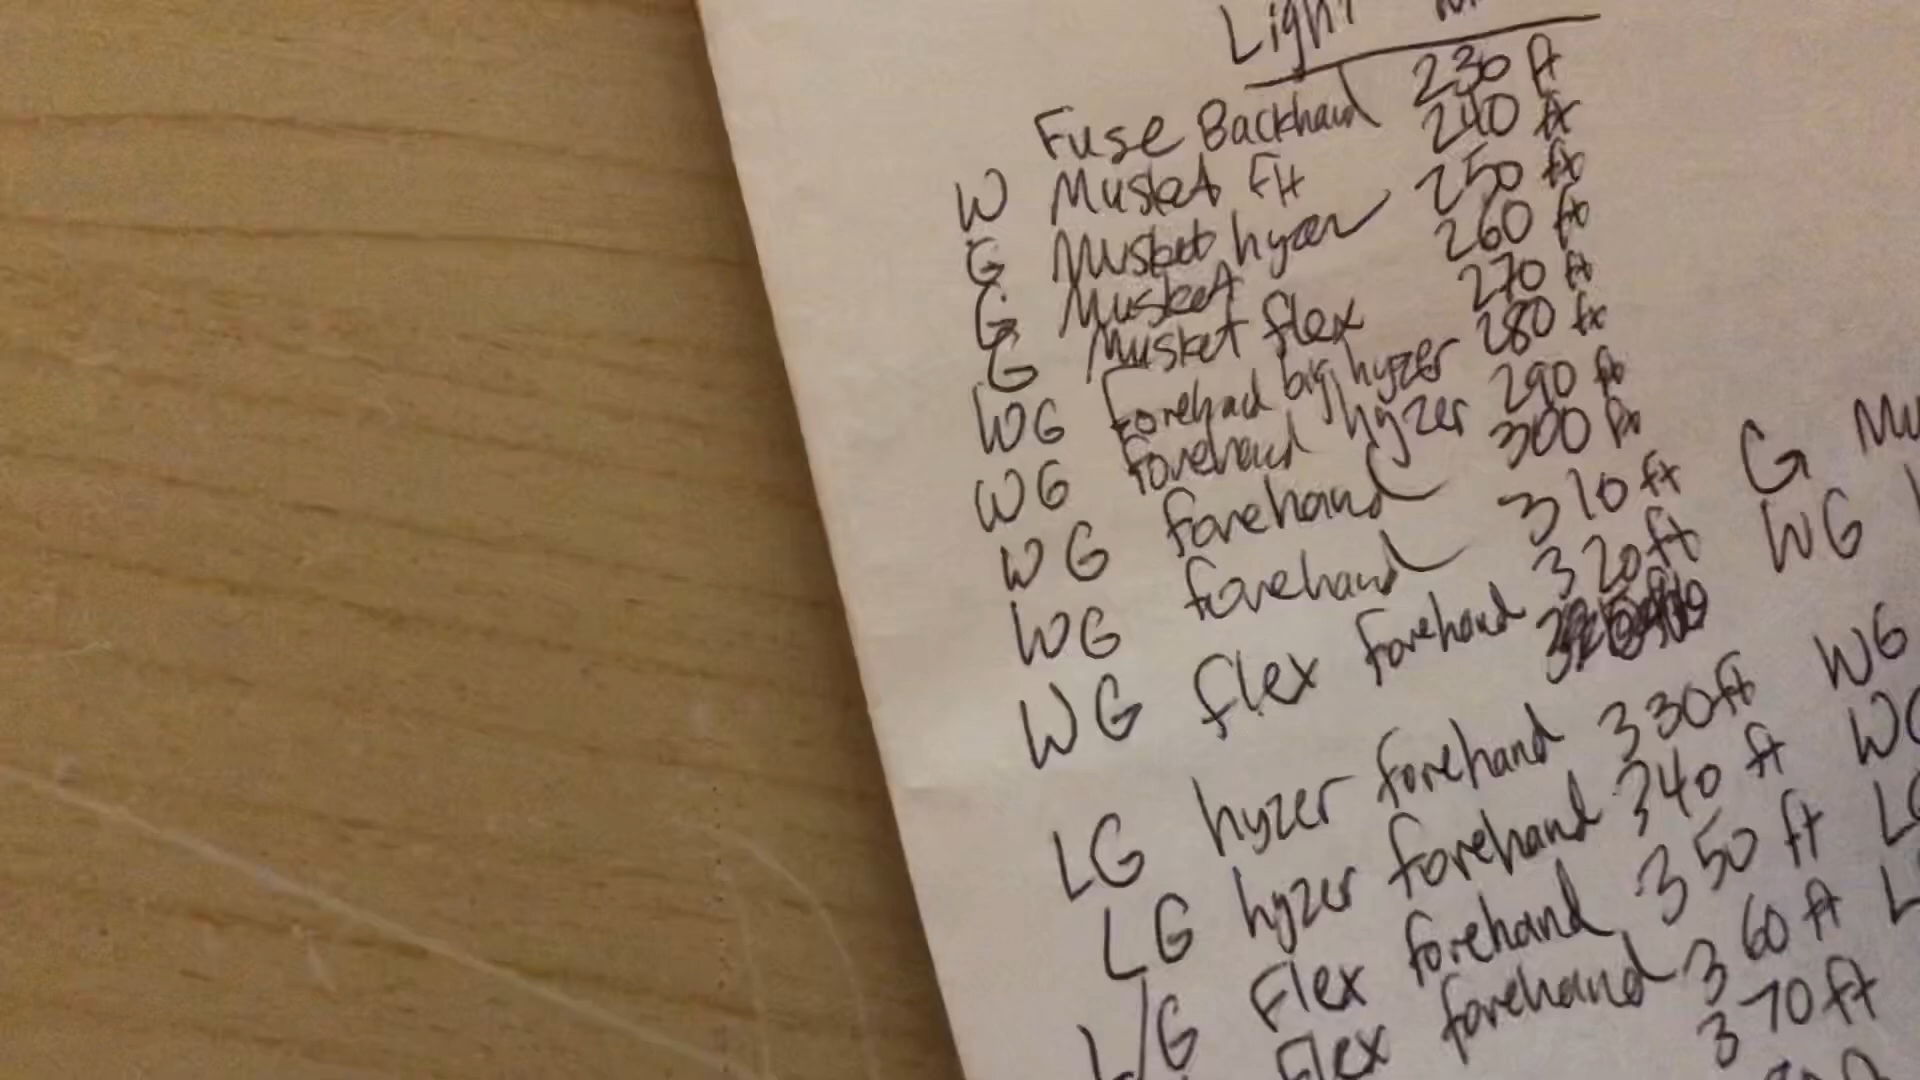 Light
Fuse Backhand 230 ft
W Musket FH 240 ft
G Musket hyzer 250 ft
G Musket 260 ft
G Musket flex 270 ft
WG Forehad big hyzer 280 ft
WG forehand hyzer 290 ft
WG forehand 300 ft
WG forehand 310 ft G
WG flex forehand 320 ft WG
LG hyzer forehand 330 ft WG
LG hyzer forehand 340 ft
LG Flex forehand 350 ft
Flex forehand 360 ft
370 ft